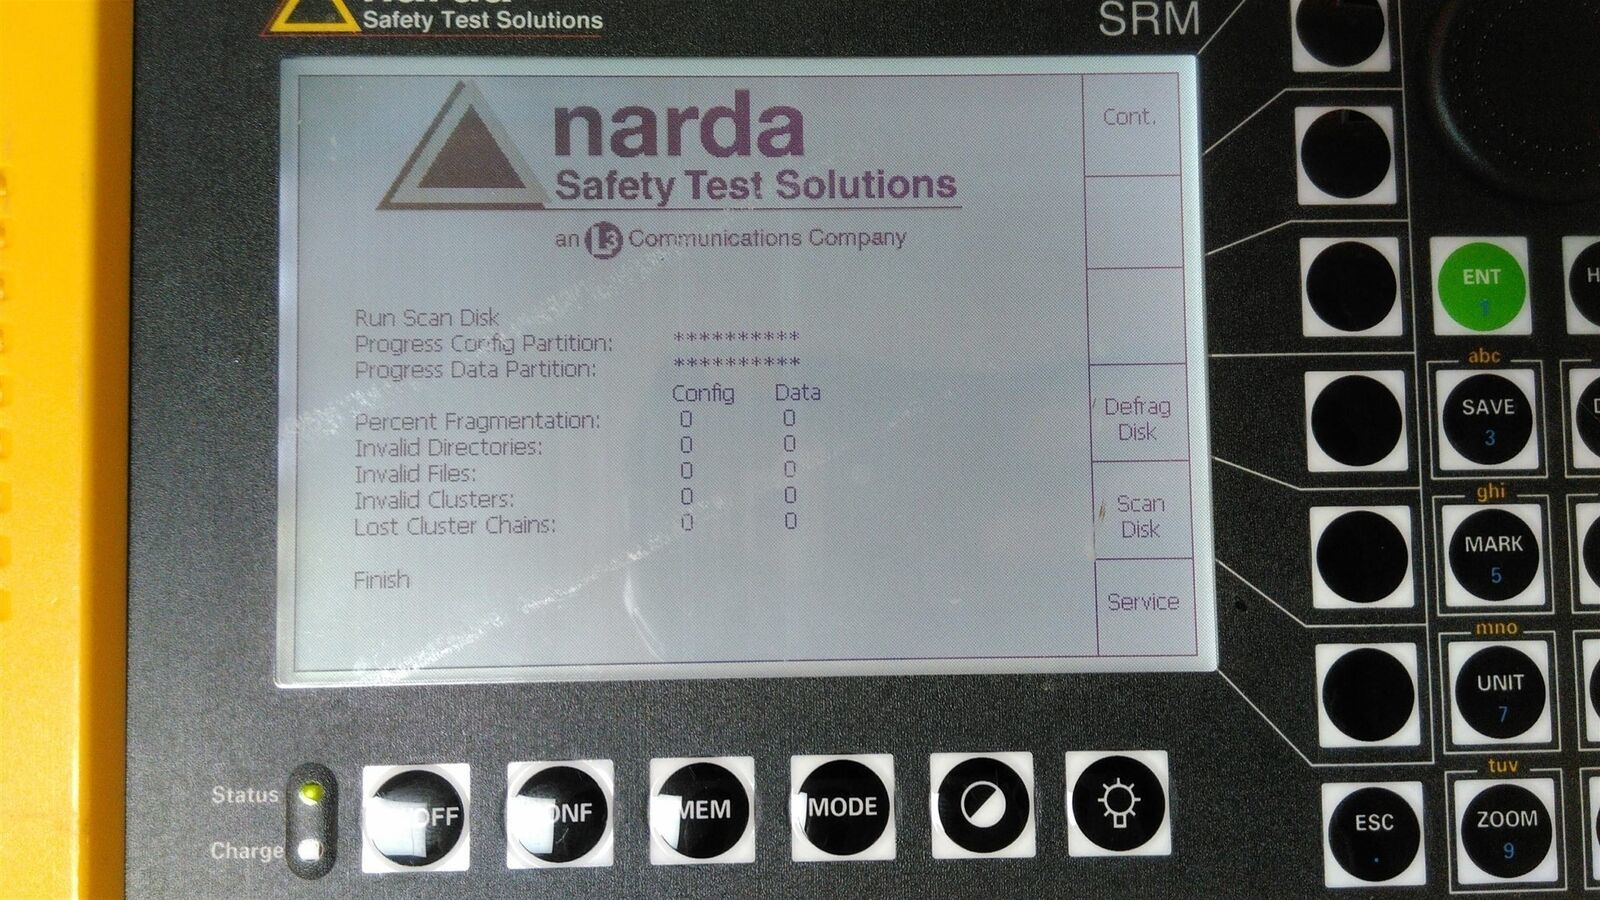 Safety Test Solutions
SRM
narda
Safety Test Solutions
an L3 Communications Company
Cont.
Run Scan Disk
Progress Config Partition: **********
Progress Data Partition: **********
Config Data
Percent Fragmentation: 0 0
Invalid Directories: 0 0
Invalid Files: 0 0
Invalid Clusters: 0 0
Lost Cluster Chains: 0 0
Finish
Defrag
Disk
Scan
Disk
Service
ENT
1
abc
SAVE
3
ghi
MARK
5
mno
UNIT
7
tuv
ZOOM
9
ESC
.
Status
Charge
OFF
ONF
MEM
MODE